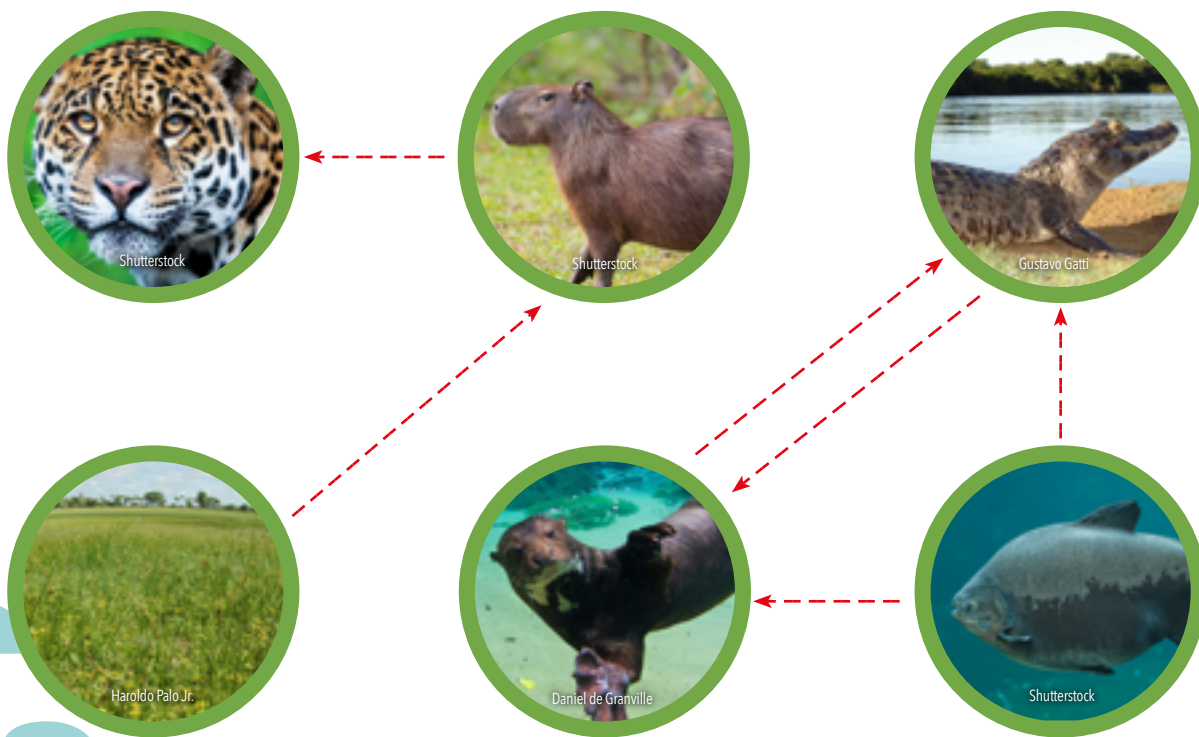 Shutterstock
Shutterstock
Gustavo Gatti
Haroldo Palo Jr.
Daniel de Granville
Shutterstock